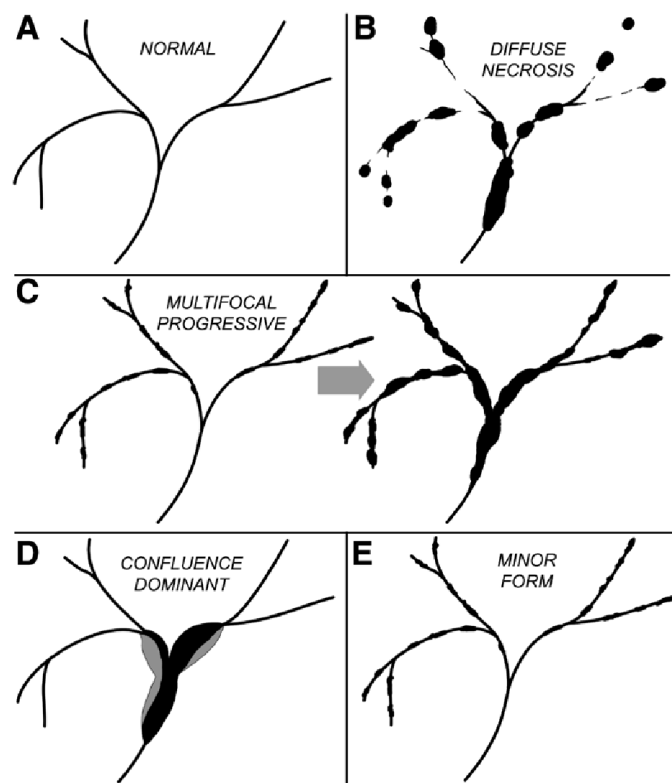 A
NORMAL
B
DIFFUSE
NECROSIS
C
MULTIFOCAL
PROGRESSIVE
D
CONFLUENCE
DOMINANT
E
MINOR
FORM